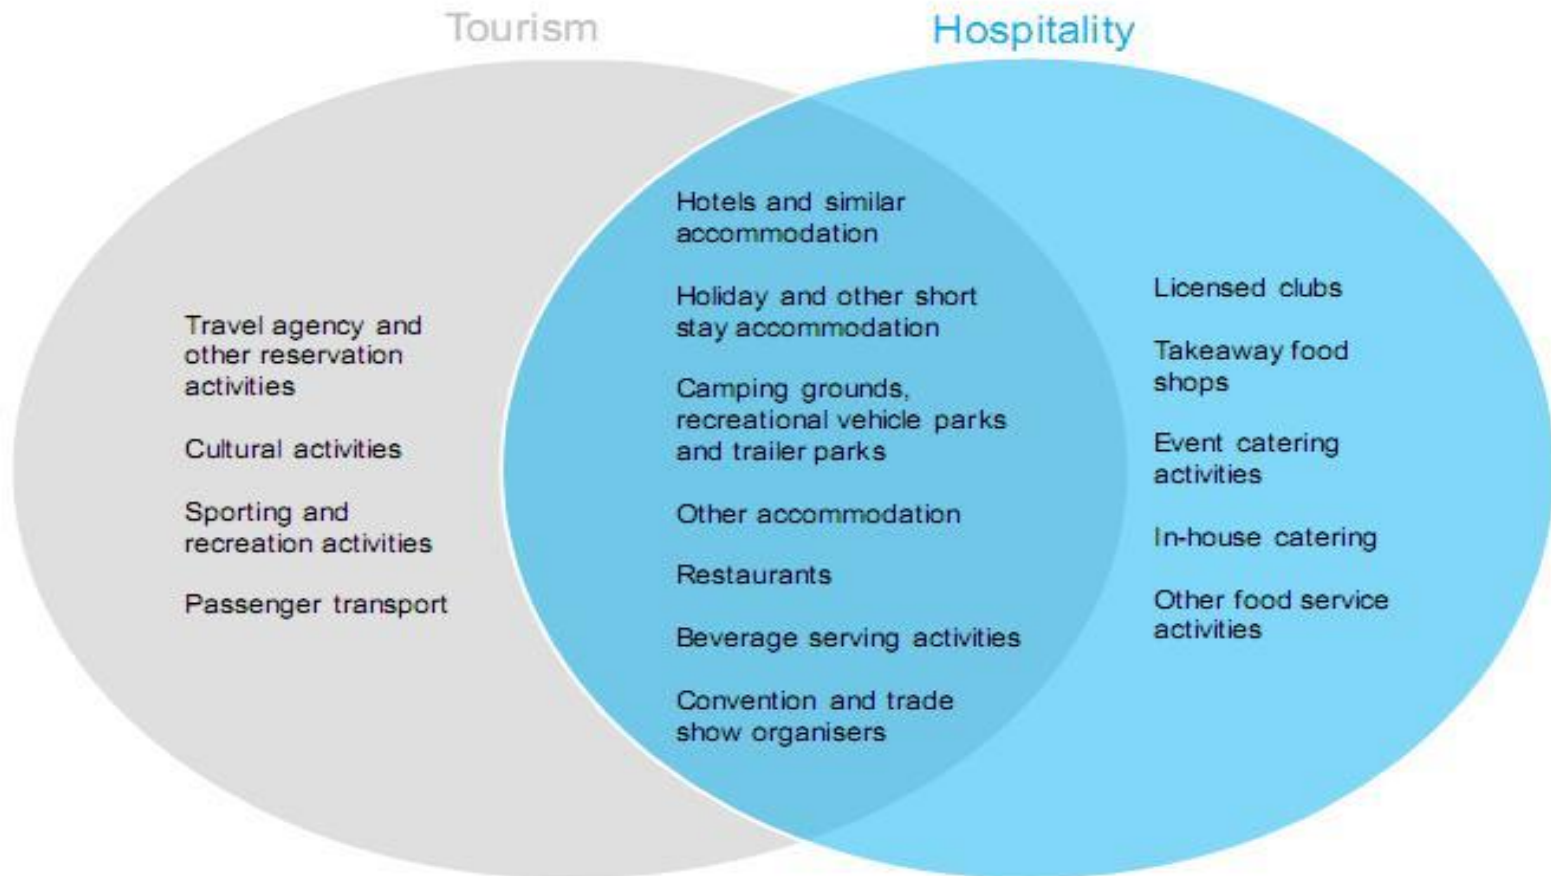 Tourism
Hospitality
Travel agency and
other reservation
activities
Cultural activities
Sporting and
recreation activities
Passenger transport
Hotels and similar
accommodation
Holiday and other short
stay accommodation
Camping grounds,
recreational vehicle parks
and trailer parks
Other accommodation
Restaurants
Beverage serving activities
Convention and trade
show organisers
Licensed clubs
Takeaway food
shops
Event catering
activities
In-house catering
Other food service
activities